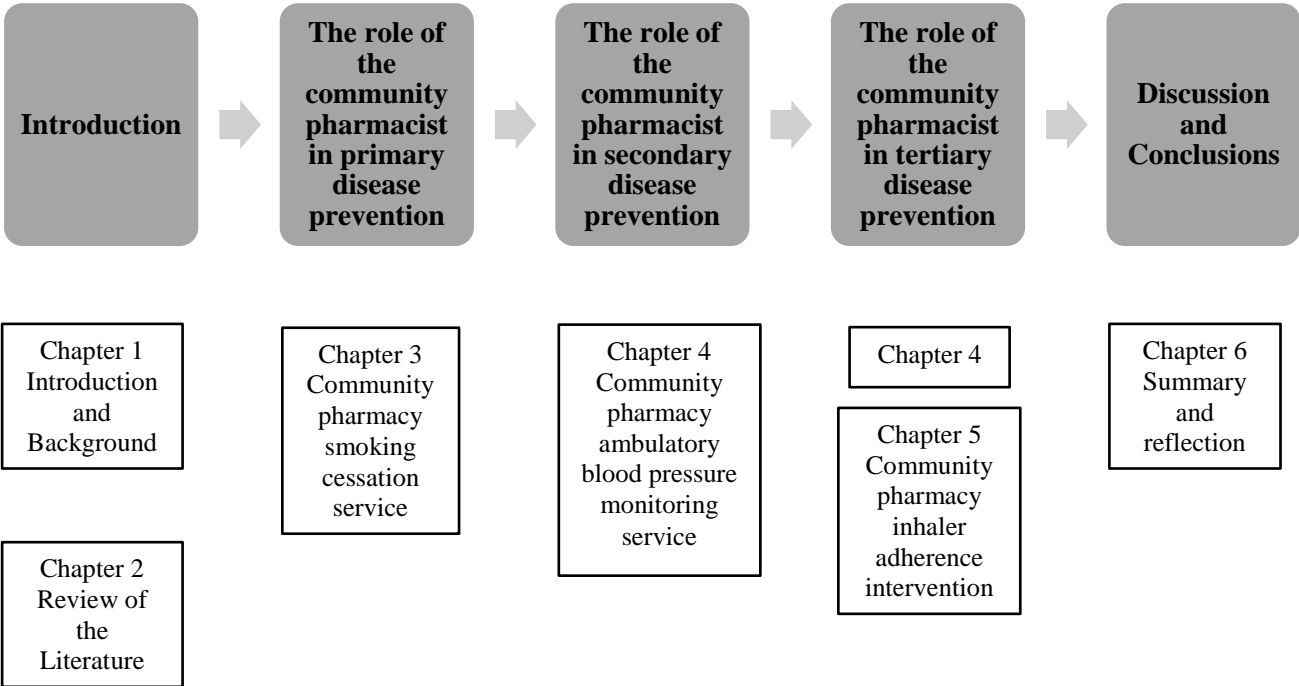 Introduction
The role of
the
community
pharmacist
in primary
disease
prevention
The role of
the
community
pharmacist
in secondary
disease
prevention
The role of
the
community
pharmacist
in tertiary
disease
prevention
Discussion
and
Conclusions
Chapter 1
Introduction
and
Background
Chapter 2
Review of
the
Literature
Chapter 3
Community
pharmacy
smoking
cessation
service
Chapter 4
Community
pharmacy
ambulatory
blood pressure
monitoring
service
Chapter 4
Chapter 5
Community
pharmacy
inhaler
adherence
intervention
Chapter 6
Summary
and
reflection